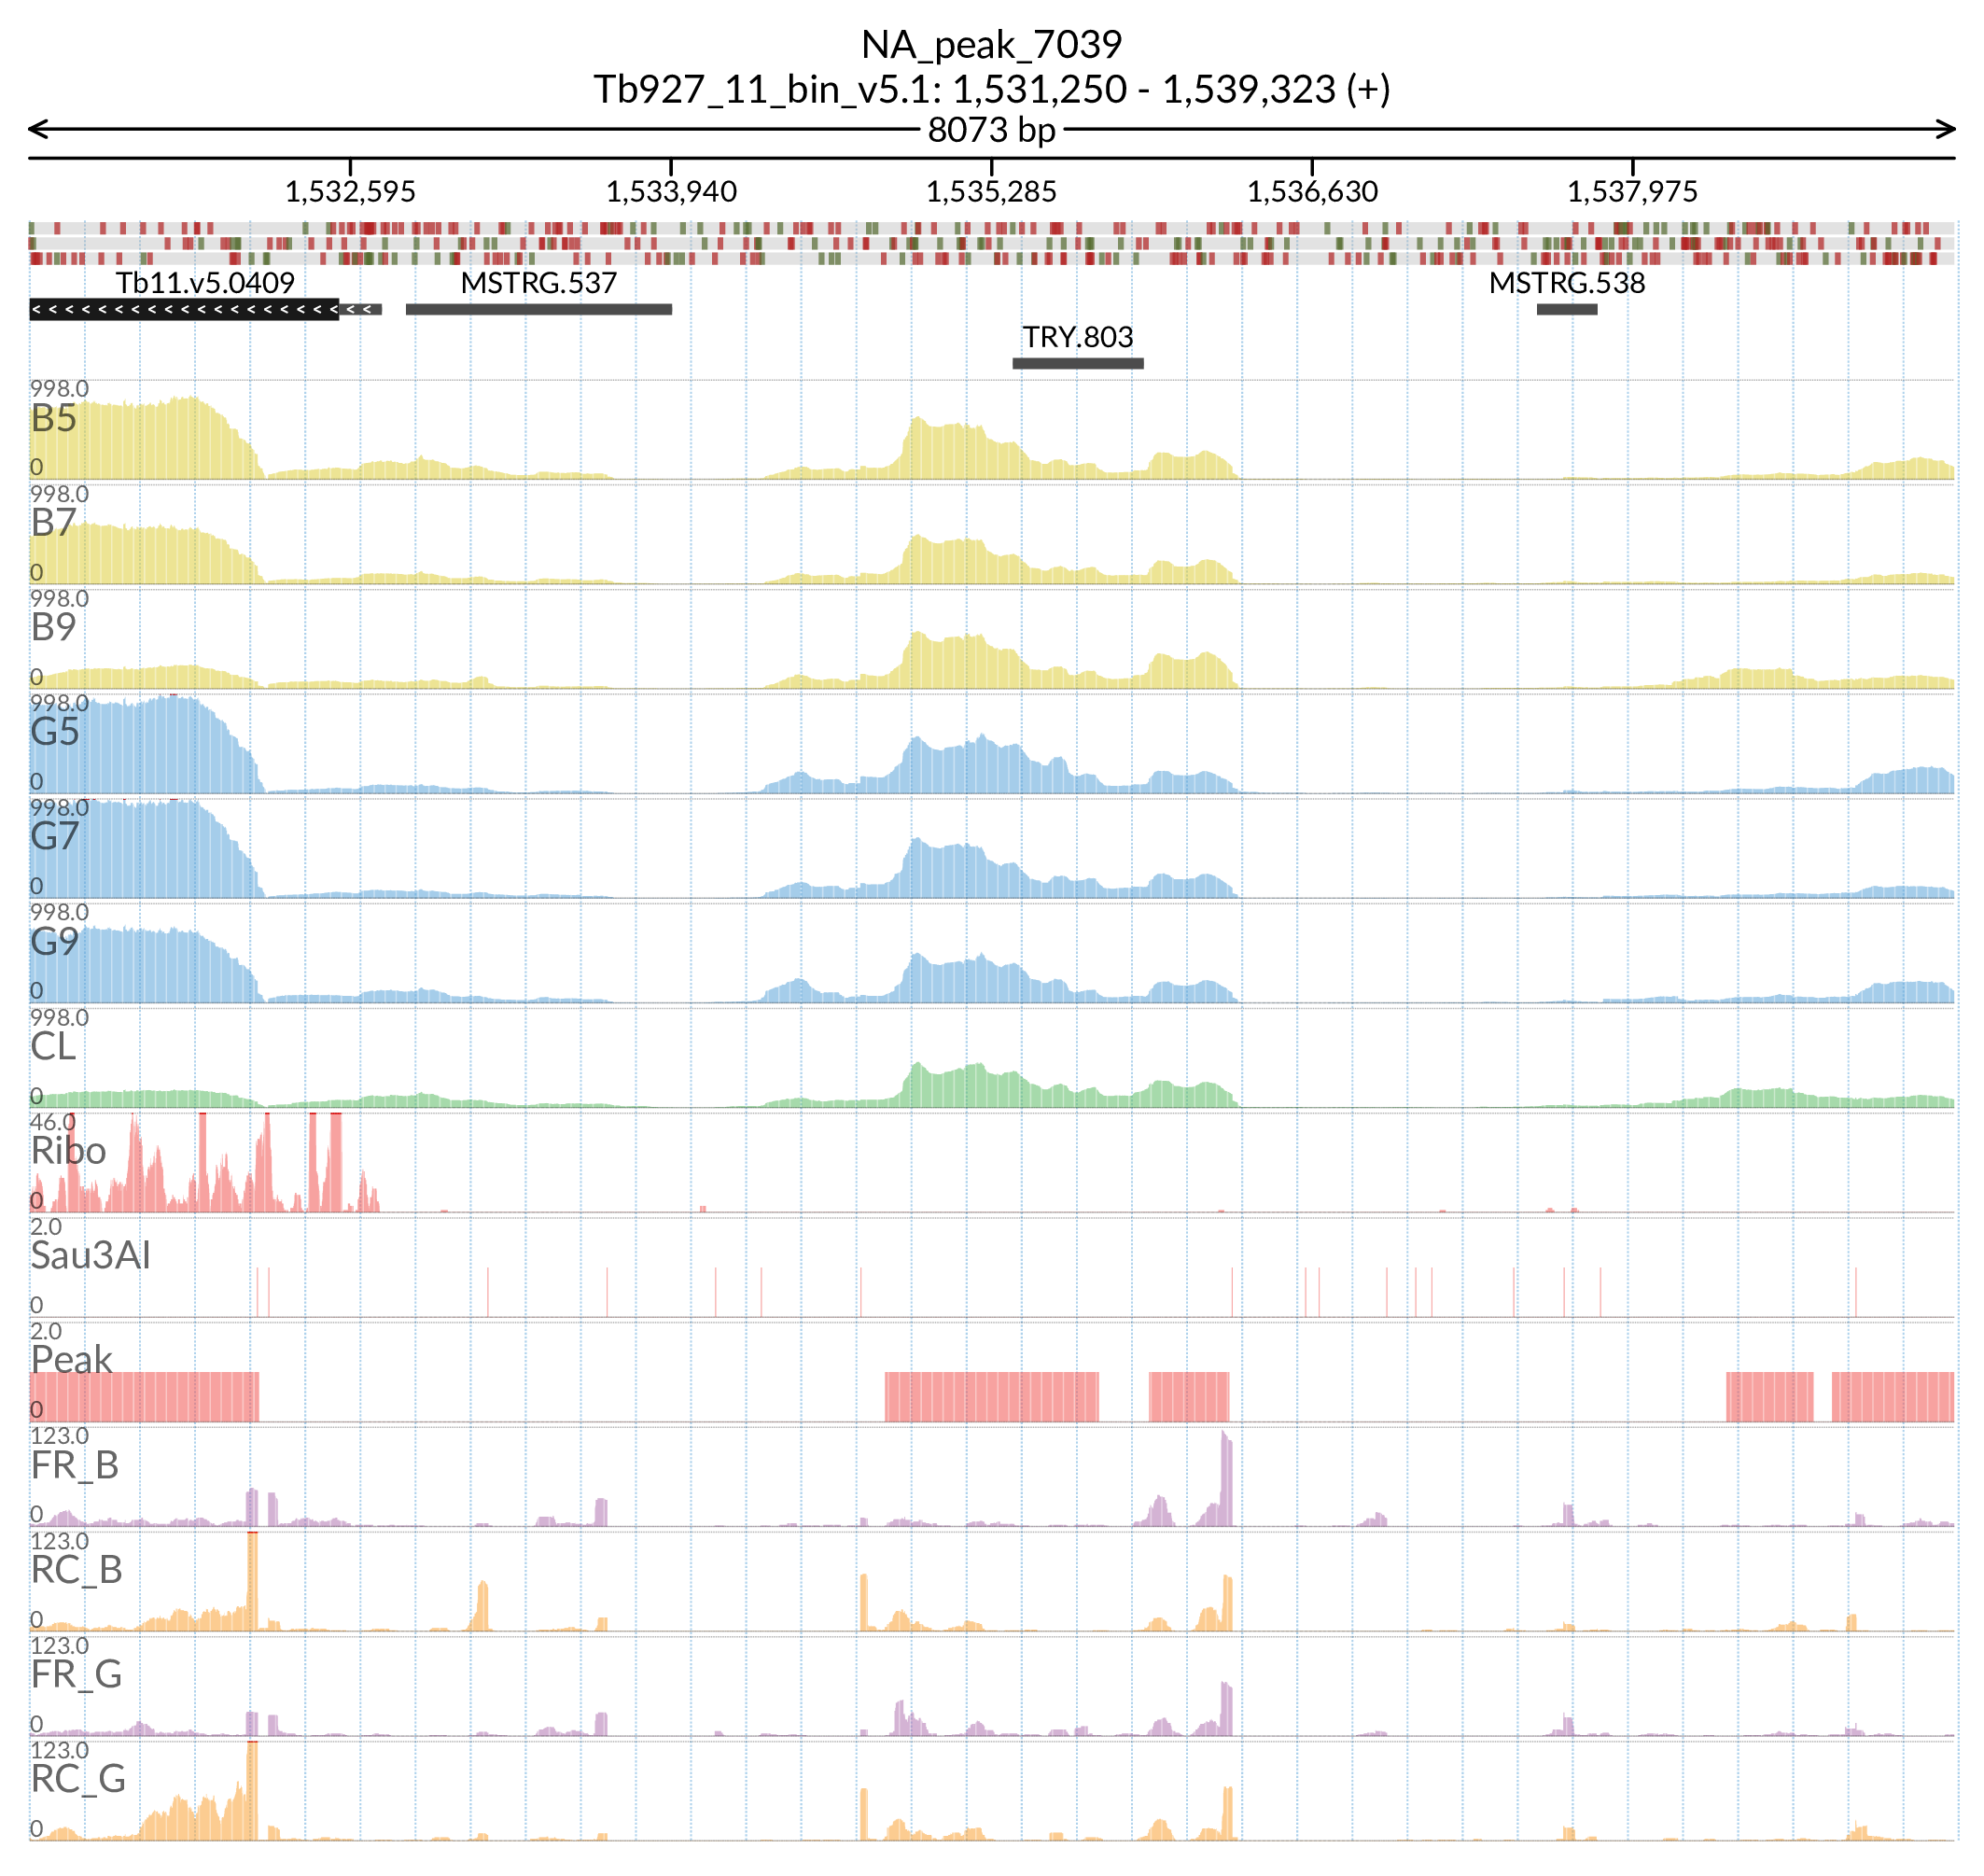 NA_peak_7039
Tb927_11_bin_v5.1: 1,531,250 - 1,539,323 (+)
8073 bp
1,532,595 1,533,940 1,535,285 1,536,630 1,537,975
Tb11.v5.0409 MSTRG.537 MSTRG.538
TRY.803
998.0
B5
0
998.0
B7
0
998.0
B9
0
998.0
G5
0
998.0
G7
0
998.0
G9
0
998.0
CL
0
46.0
Ribo
0
2.0
Sau3AI
0
2.0
Peak
0
123.0
FR_B
0
123.0
RC_B
0
123.0
FR_G
0
123.0
RC_G
0